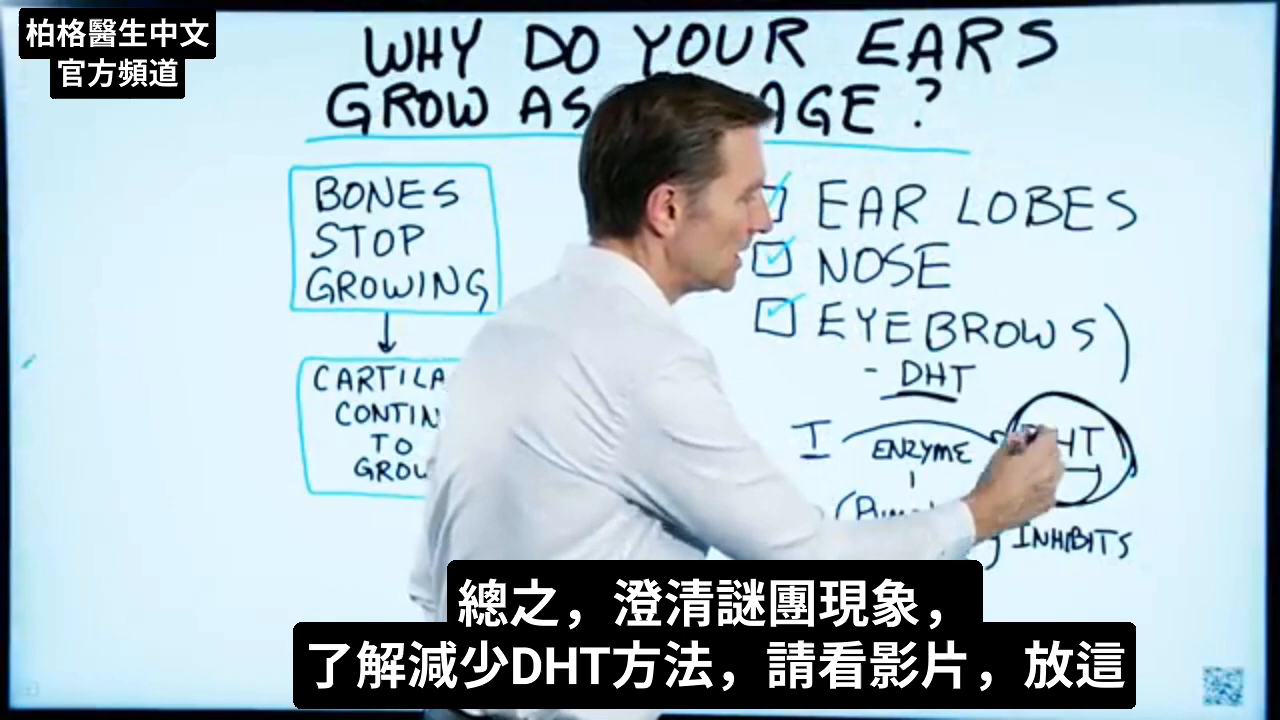 柏格醫生中文
官方頻道
WHY DO YOUR EARS
GROW AS AGE?
BONES
STOP
GROWING
CARTILA
CONTIN
TO
GROW
EAR LOBES
NOSE
EYEBROWS)
- DHT
T ENZYME DHT
INHIBITS
總之，澄清謎團現象，
了解減少DHT方法，請看影片，放這